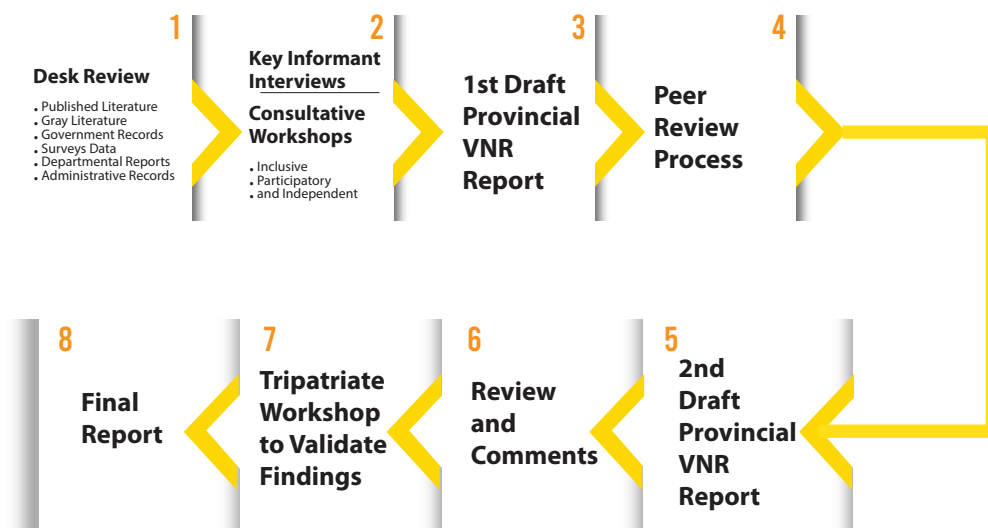 1
Desk Review
. Published Literature
. Gray Literature
. Government Records
. Surveys Data
. Departmental Reports
. Administrative Records
2
Key Informant
Interviews
Consultative
Workshops
. Inclusive
. Participatory
. and Independent
3
1st Draft
Provincial
VNR
Report
4
Peer
Review
Process
5
2nd
Draft
Provincial
VNR
Report
6
Review
and
Comments
7
Tripatriate
Workshop
to Validate
Findings
8
Final
Report